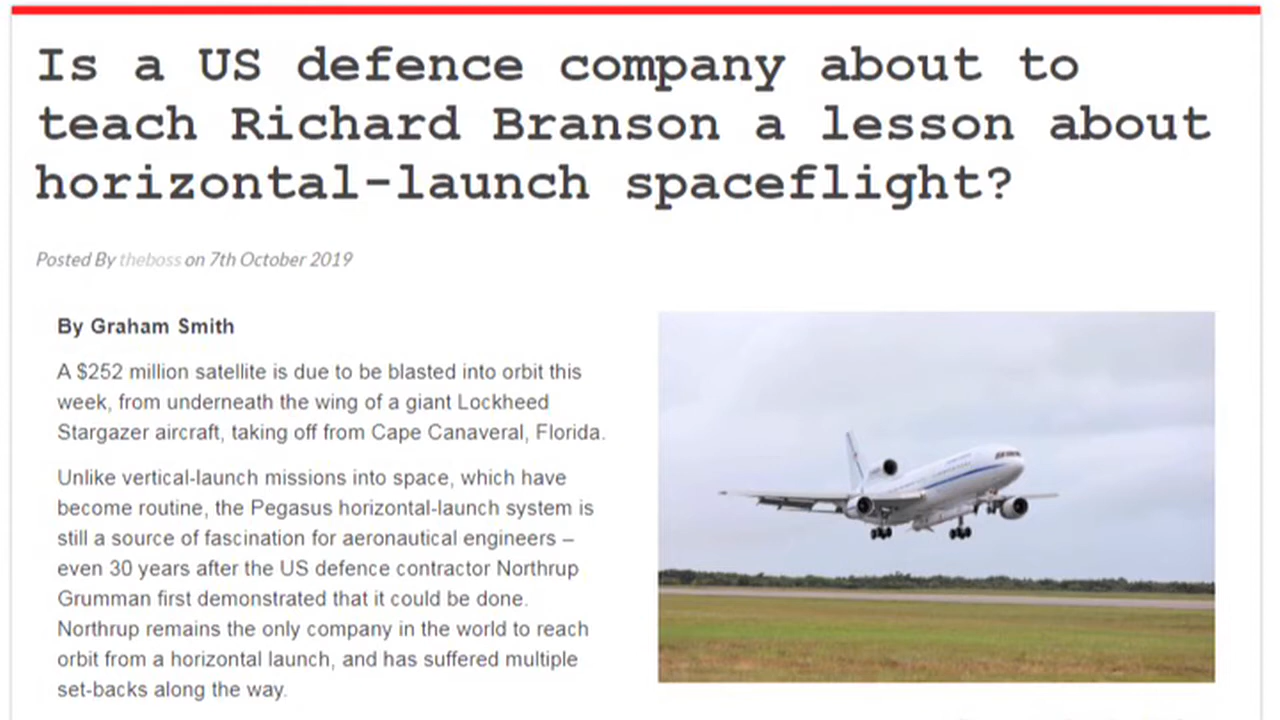 Is a US defence company about to
teach Richard Branson a lesson about
horizontal-launch spaceflight?
Posted By theboss on 7th October 2019
By Graham Smith
A $252 million satellite is due to be blasted into orbit this
week, from underneath the wing of a giant Lockheed
Stargazer aircraft, taking off from Cape Canaveral, Florida.
Unlike vertical-launch missions into space, which have
become routine, the Pegasus horizontal-launch system is
still a source of fascination for aeronautical engineers –
even 30 years after the US defence contractor Northrup
Grumman first demonstrated that it could be done.
Northrup remains the only company in the world to reach
orbit from a horizontal launch, and has suffered multiple
set-backs along the way.